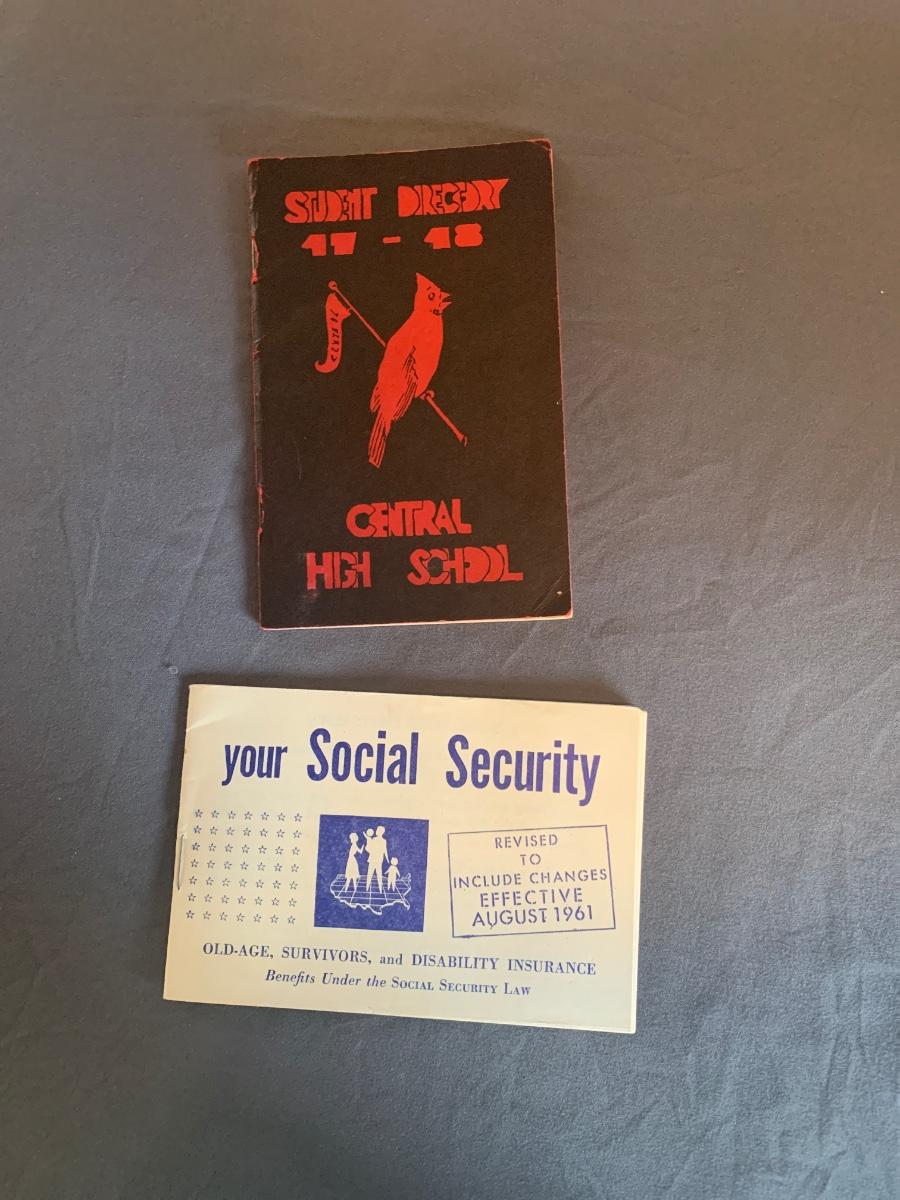 STUDENT DIRECTORY
47 - 48
CENTRAL
HIGH SCHOOL
your Social Security
REVISED
TO
INCLUDE CHANGES
EFFECTIVE
AUGUST 1961
OLD-AGE, SURVIVORS, and DISABILITY INSURANCE
Benefits Under the SOCIAL SECURITY LAW